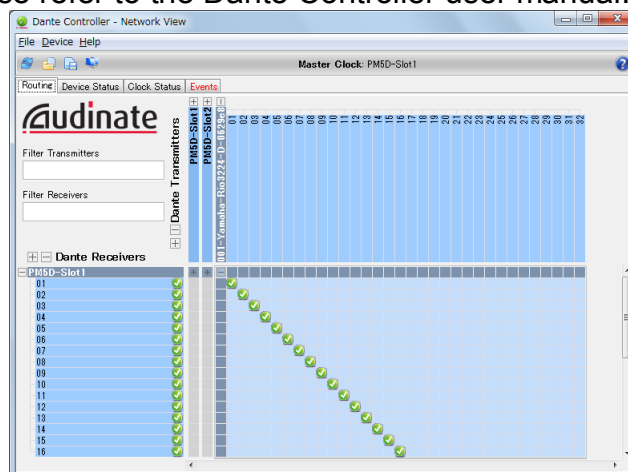 ss refer to the Dante Controller user manual.
Dante Controller - Network View
File Device Help
Master Clock: PM5D-Slot1
Routing Device Status Clock Status Events
Audinate
Filter Transmitters
Filter Receivers
Dante Transmitters
PM5D-Slot1
PM5D-Slot2
001-Yamaha-Rio3224-D-0629e8
01 02 03 04 05 06 07 08 09 10 11 12 13 14 15 16 17 18 19 20 21 22 23 24 25 26 27 28 29 30 31 32
Dante Receivers
PM5D-Slot1
01
02
03
04
05
06
07
08
09
10
11
12
13
14
15
16